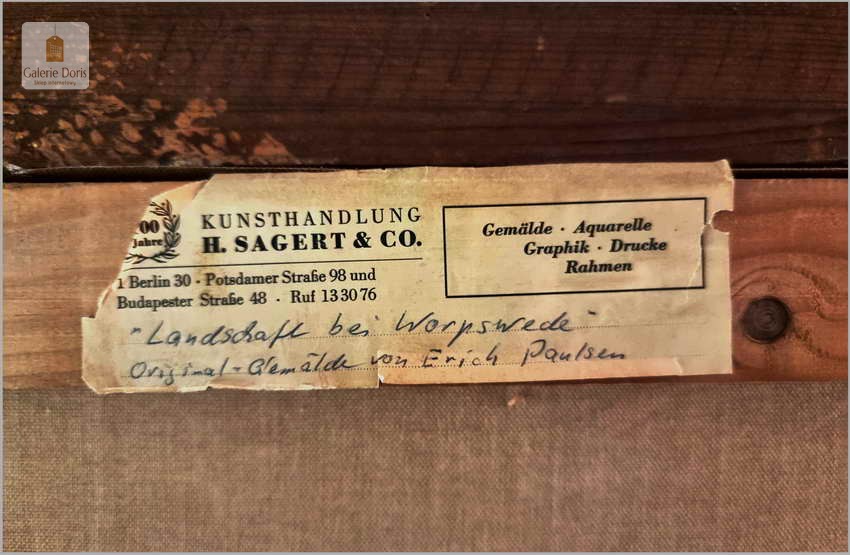 Galerie Doris
00 Jahre
KUNSTHANDLUNG
H. SAGERT & CO.
1 Berlin 30 · Potsdamer Straße 98 und
Budapester Straße 48 · Ruf 13 30 76
Gemälde · Aquarelle
Graphik · Drucke
Rahmen
"Landschaft bei Worpswede"
Original-Gemälde von Erich Paulsen